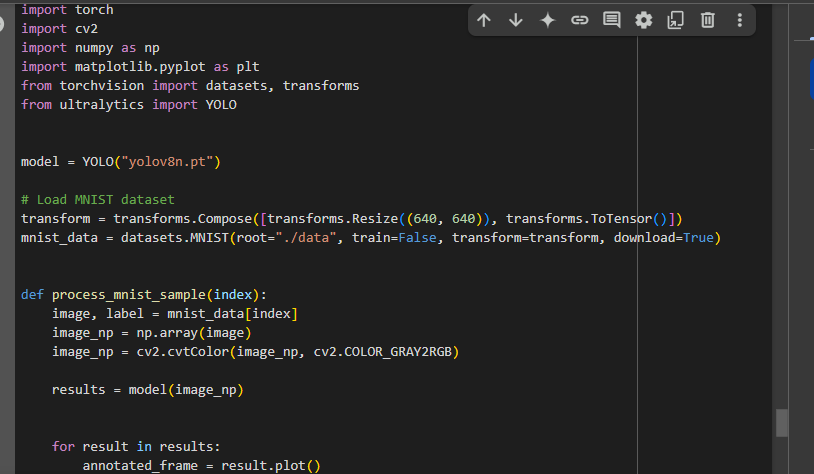 import torch
import cv2
import numpy as np
import matplotlib.pyplot as plt
from torchvision import datasets, transforms
from ultralytics import YOLO
model = YOLO("yolov8n.pt")
# Load MNIST dataset
transform = transforms.Compose([transforms.Resize((640, 640)), transforms.ToTensor()])
mnist_data = datasets.MNIST(root="./data", train=False, transform=transform, download=True)
def process_mnist_sample(index):
    image, label = mnist_data[index]
    image_np = np.array(image)
    image_np = cv2.cvtColor(image_np, cv2.COLOR_GRAY2RGB)
    results = model(image_np)
    for result in results:
        annotated_frame = result.plot()